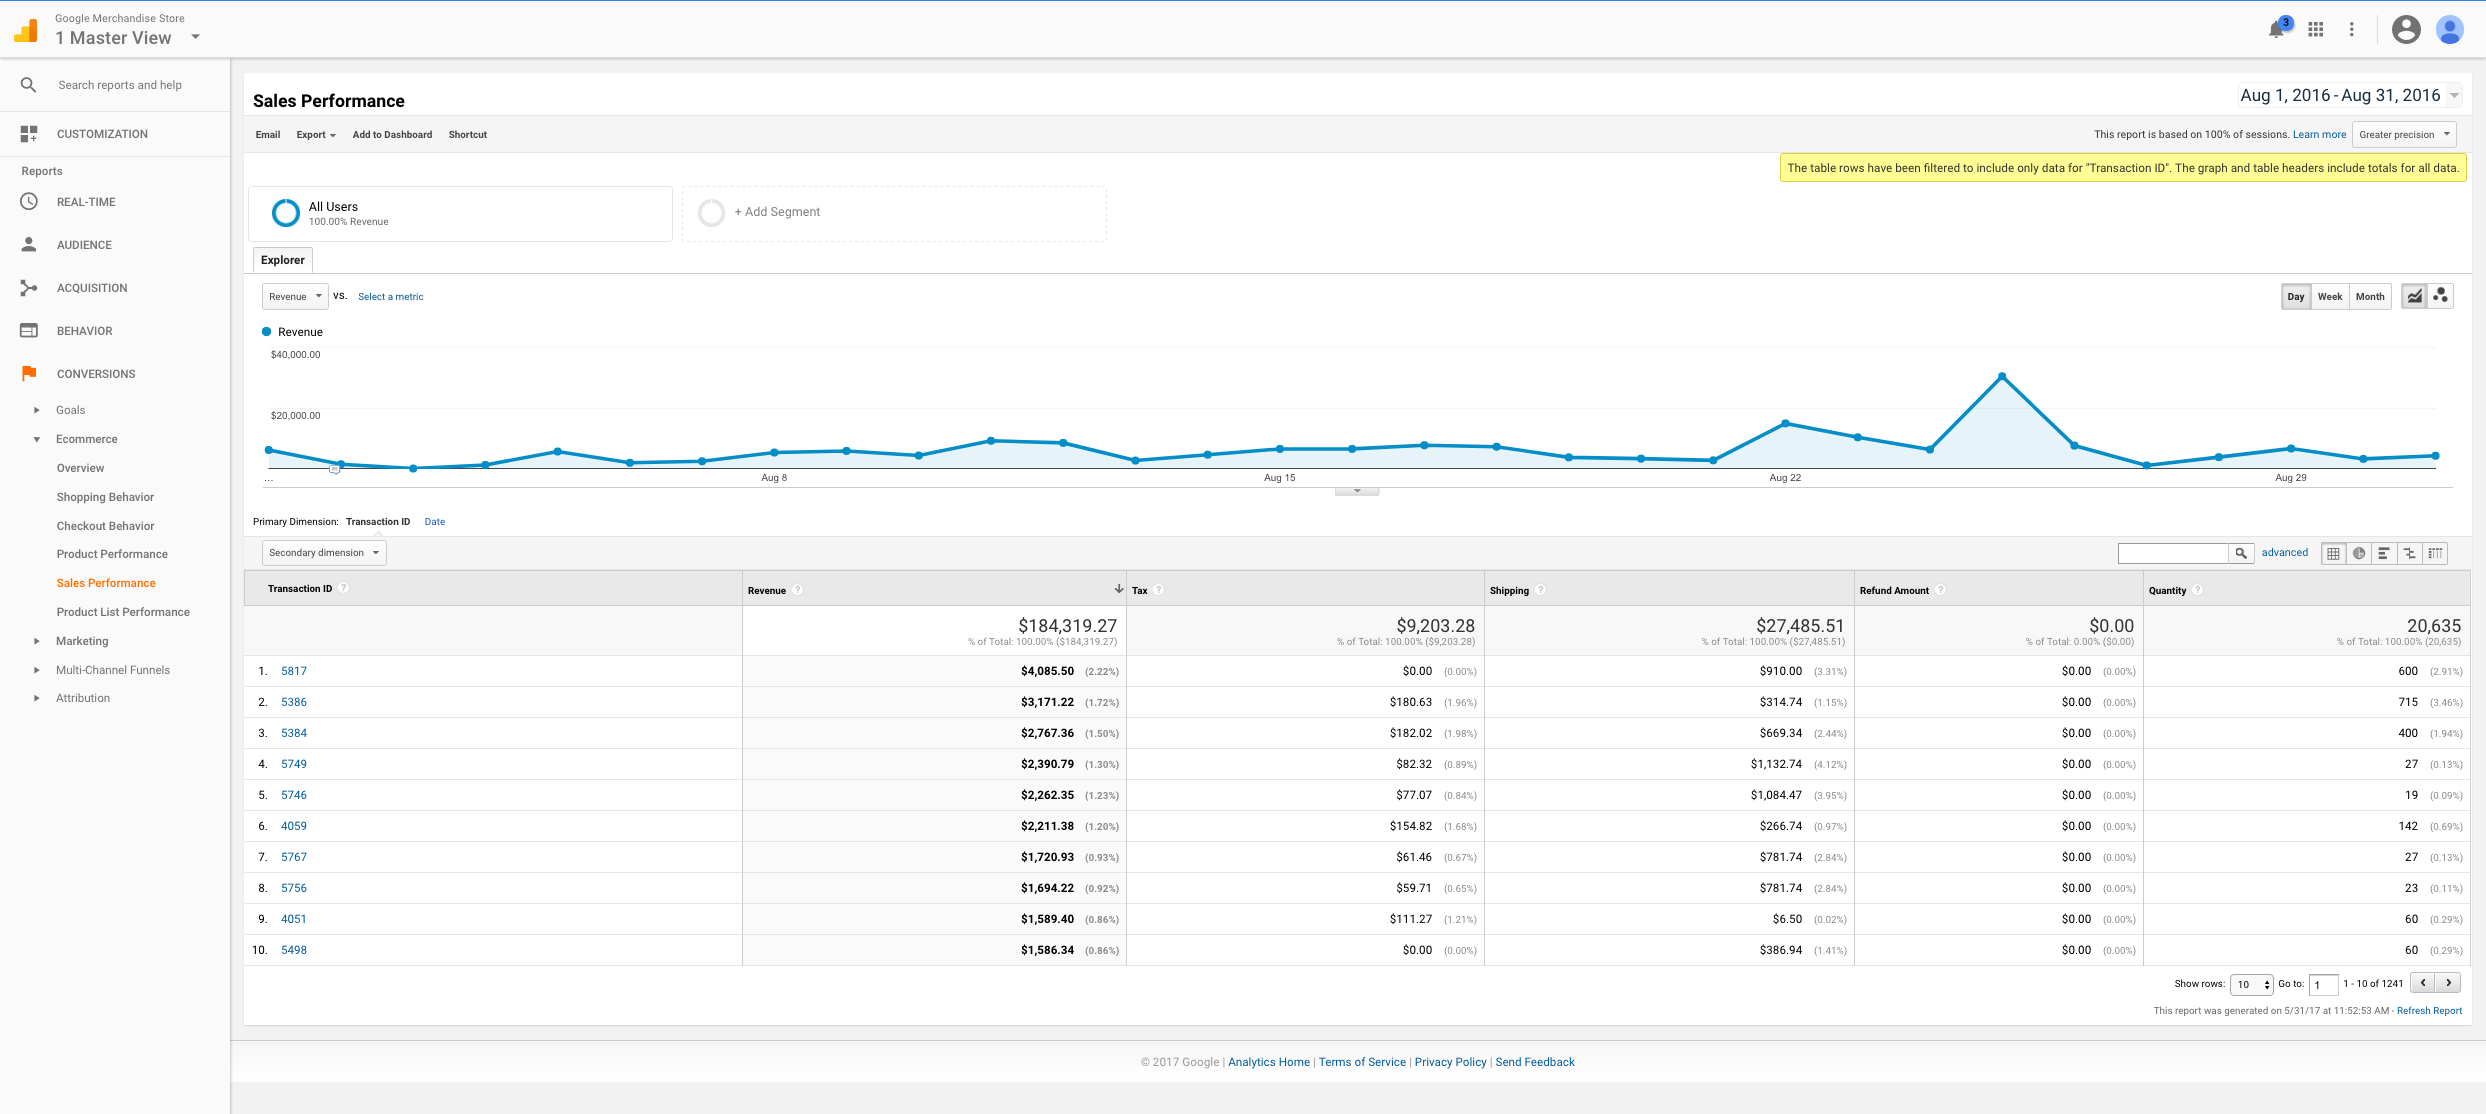 Google Merchandise Store
1 Master View
3
Search reports and help
CUSTOMIZATION
Reports
REAL-TIME
AUDIENCE
ACQUISITION
BEHAVIOR
CONVERSIONS
Goals
Ecommerce
Overview
Shopping Behavior
Checkout Behavior
Product Performance
Sales Performance
Product List Performance
Marketing
Multi-Channel Funnels
Attribution
Sales Performance
Aug 1, 2016 - Aug 31, 2016
Email Export Add to Dashboard Shortcut
This report is based on 100% of sessions. Learn more Greater precision
The table rows have been filtered to include only data for "Transaction ID". The graph and table headers include totals for all data.
All Users
100.00% Revenue
+ Add Segment
Explorer
Revenue VS. Select a metric
Day Week Month
Revenue
$40,000.00
$20,000.00
... Aug 8 Aug 15 Aug 22 Aug 29
Primary Dimension: Transaction ID Date
Secondary dimension
advanced
Transaction ID ? Revenue ? Tax ? Shipping ? Refund Amount ? Quantity ?
$184,319.27 $9,203.28 $27,485.51 $0.00 20,635
% of Total: 100.00% ($184,319.27) % of Total: 100.00% ($9,203.28) % of Total: 100.00% ($27,485.51) % of Total: 0.00% ($0.00) % of Total: 100.00% (20,635)
1. 5817 $4,085.50 (2.22%) $0.00 (0.00%) $910.00 (3.31%) $0.00 (0.00%) 600 (2.91%)
2. 5386 $3,171.22 (1.72%) $180.63 (1.96%) $314.74 (1.15%) $0.00 (0.00%) 715 (3.46%)
3. 5384 $2,767.36 (1.50%) $182.02 (1.98%) $669.34 (2.44%) $0.00 (0.00%) 400 (1.94%)
4. 5749 $2,390.79 (1.30%) $82.32 (0.89%) $1,132.74 (4.12%) $0.00 (0.00%) 27 (0.13%)
5. 5746 $2,262.35 (1.23%) $77.07 (0.84%) $1,084.47 (3.95%) $0.00 (0.00%) 19 (0.09%)
6. 4059 $2,211.38 (1.20%) $154.82 (1.68%) $266.74 (0.97%) $0.00 (0.00%) 142 (0.69%)
7. 5767 $1,720.93 (0.93%) $61.46 (0.67%) $781.74 (2.84%) $0.00 (0.00%) 27 (0.13%)
8. 5756 $1,694.22 (0.92%) $59.71 (0.65%) $781.74 (2.84%) $0.00 (0.00%) 23 (0.11%)
9. 4051 $1,589.40 (0.86%) $111.27 (1.21%) $6.50 (0.02%) $0.00 (0.00%) 60 (0.29%)
10. 5498 $1,586.34 (0.86%) $0.00 (0.00%) $386.94 (1.41%) $0.00 (0.00%) 60 (0.29%)
Show rows: 10 Go to: 1 1 - 10 of 1241
This report was generated on 5/31/17 at 11:52:53 AM - Refresh Report
© 2017 Google | Analytics Home | Terms of Service | Privacy Policy | Send Feedback